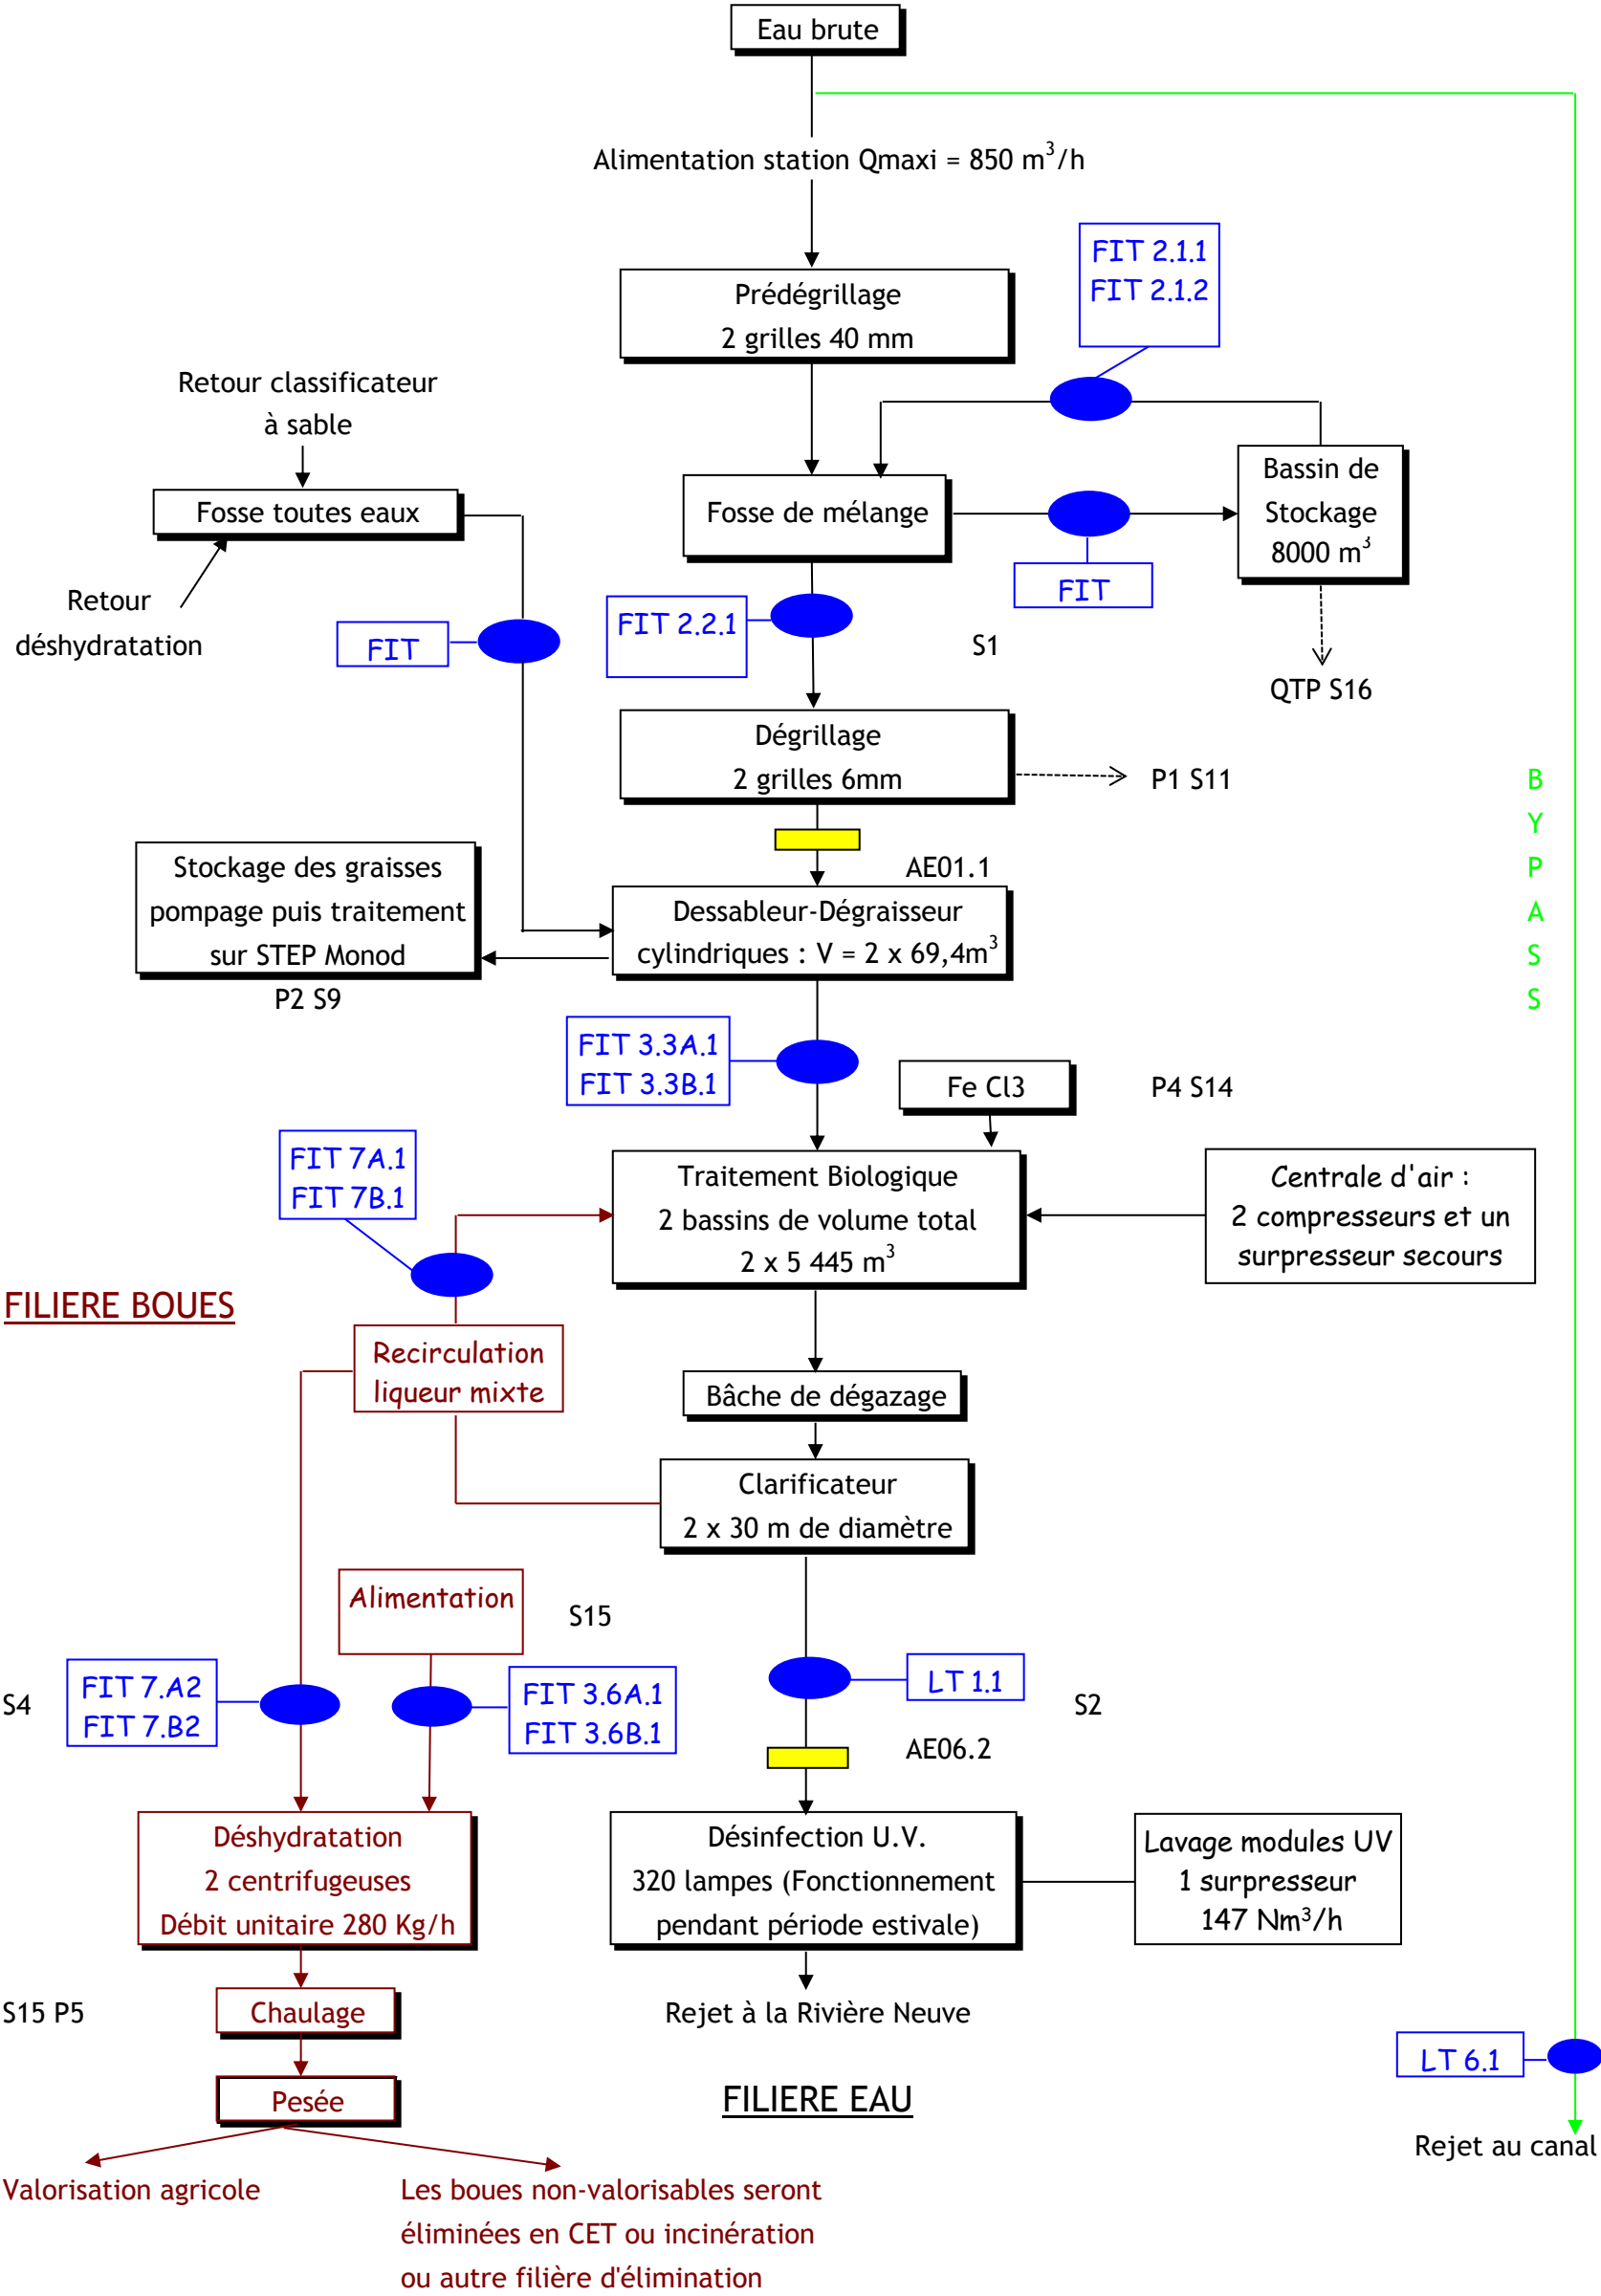 Eau brute
Alimentation station Qmaxi = 850 m³/h
FIT 2.1.1
FIT 2.1.2
Prédégrillage
2 grilles 40 mm
Retour classificateur
à sable
Fosse toutes eaux
Fosse de mélange
Bassin de
Stockage
8000 m³
Retour
déshydratation
FIT
FIT 2.2.1
FIT
S1
QTP S16
Dégrillage
2 grilles 6mm
P1 S11
B
Y
P
A
S
S
AE01.1
Stockage des graisses
pompage puis traitement
sur STEP Monod
P2 S9
Dessableur-Dégraisseur
cylindriques : V = 2 x 69,4m³
FIT 3.3A.1
FIT 3.3B.1
Fe Cl3
P4 S14
FIT 7A.1
FIT 7B.1
Traitement Biologique
2 bassins de volume total
2 x 5 445 m³
Centrale d'air :
2 compresseurs et un
surpresseur secours
FILIERE BOUES
Recirculation
liqueur mixte
Bâche de dégazage
Clarificateur
2 x 30 m de diamètre
Alimentation
S15
S4
FIT 7.A2
FIT 7.B2
FIT 3.6A.1
FIT 3.6B.1
LT 1.1
S2
AE06.2
Déshydratation
2 centrifugeuses
Débit unitaire 280 Kg/h
Désinfection U.V.
320 lampes (Fonctionnement
pendant période estivale)
Lavage modules UV
1 surpresseur
147 Nm³/h
S15 P5
Chaulage
Rejet à la Rivière Neuve
LT 6.1
Pesée
FILIERE EAU
Rejet au canal
Valorisation agricole
Les boues non-valorisables seront
éliminées en CET ou incinération
ou autre filière d'élimination